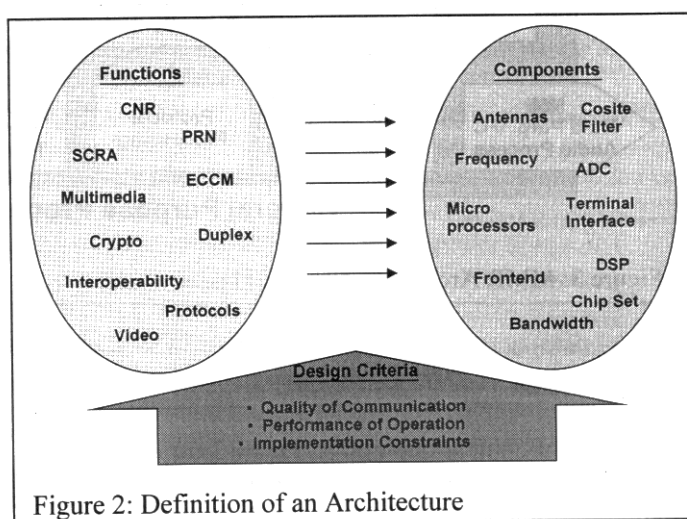 Functions
CNR
PRN
SCRA
ECCM
Multimedia
Crypto
Duplex
Interoperability
Protocols
Video
Components
Antennas
Cosite
Filter
Frequency
ADC
Micro
processors
Terminal
Interface
Frontend
DSP
Chip Set
Bandwidth
Design Criteria
• Quality of Communication
• Performance of Operation
• Implementation Constraints
Figure 2: Definition of an Architecture